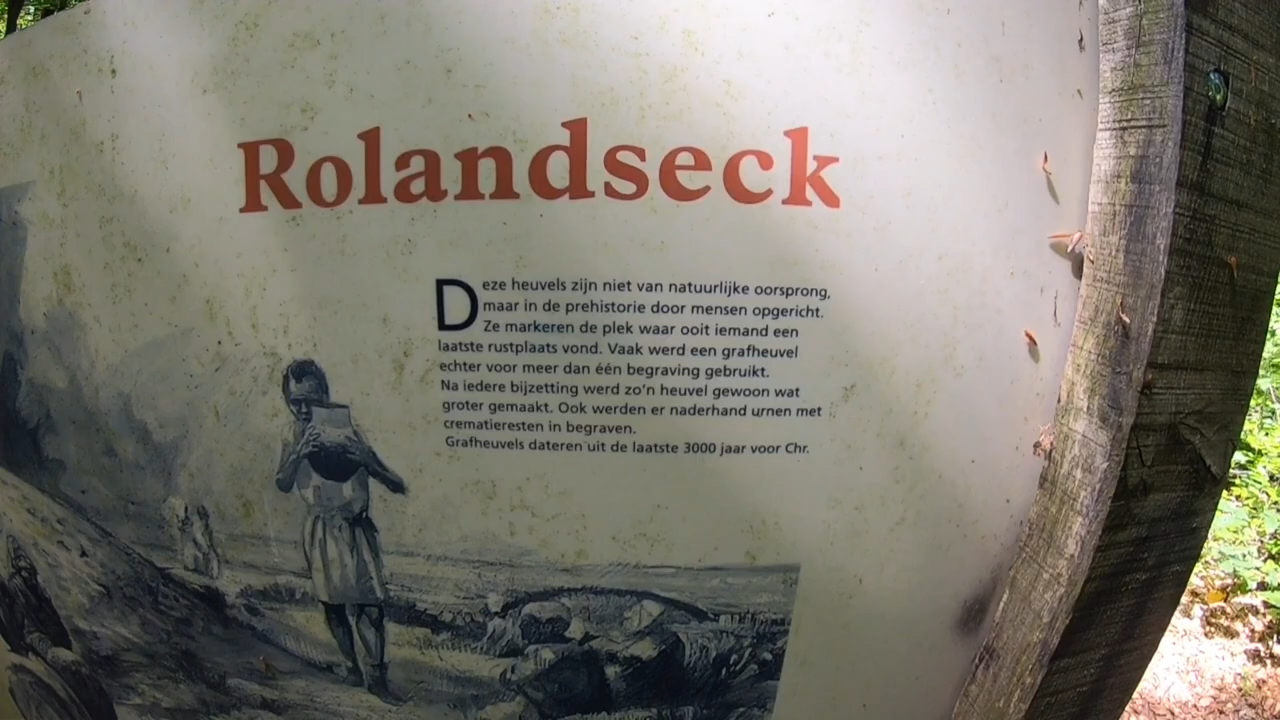 Rolandseck
Deze heuvels zijn niet van natuurlijke oorsprong,
maar in de prehistorie door mensen opgericht.
Ze markeren de plek waar ooit iemand een
laatste rustplaats vond. Vaak werd een grafheuvel
echter voor meer dan één begraving gebruikt.
Na iedere bijzetting werd zo'n heuvel gewoon wat
groter gemaakt. Ook werden er naderhand urnen met
crematieresten in begraven.
Grafheuvels dateren uit de laatste 3000 jaar voor Chr.